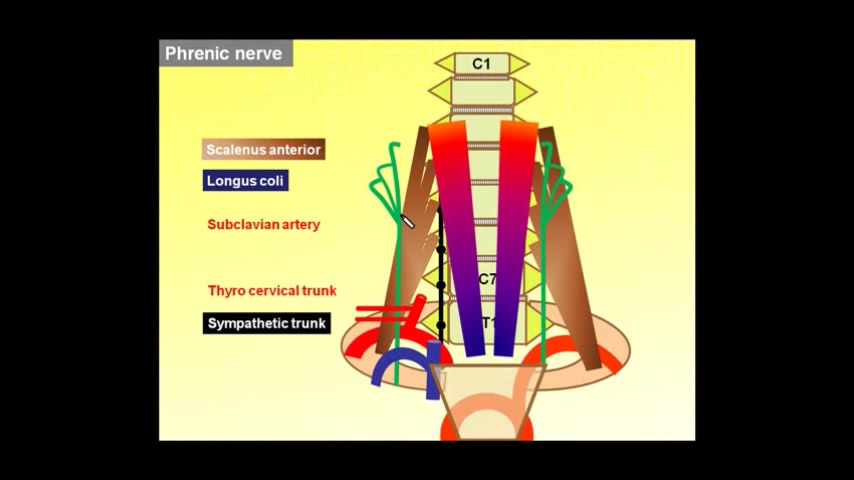 Phrenic nerve
C1
Scalenus anterior
Longus coli
Subclavian artery
C7
Thyro cervical trunk
Sympathetic trunk
T1